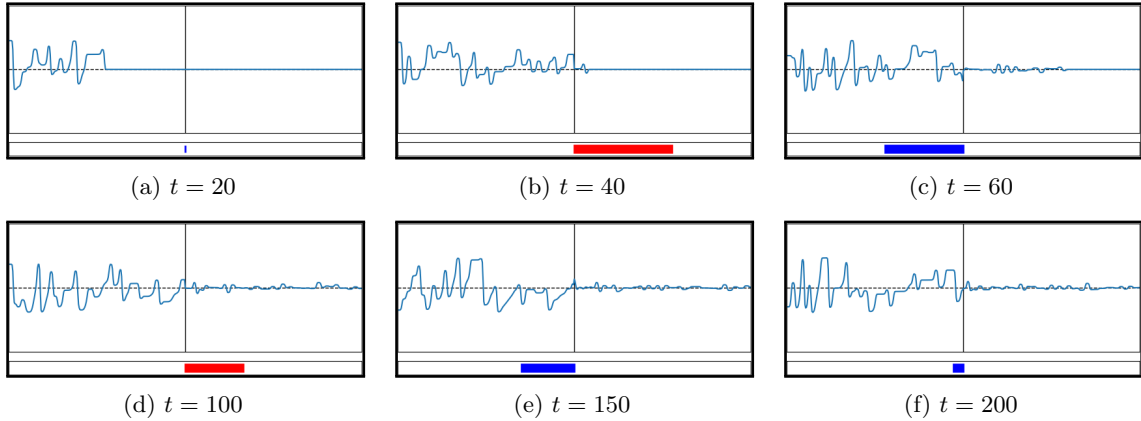 (a) t = 20
(b) t = 40
(c) t = 60
(d) t = 100
(e) t = 150
(f) t = 200